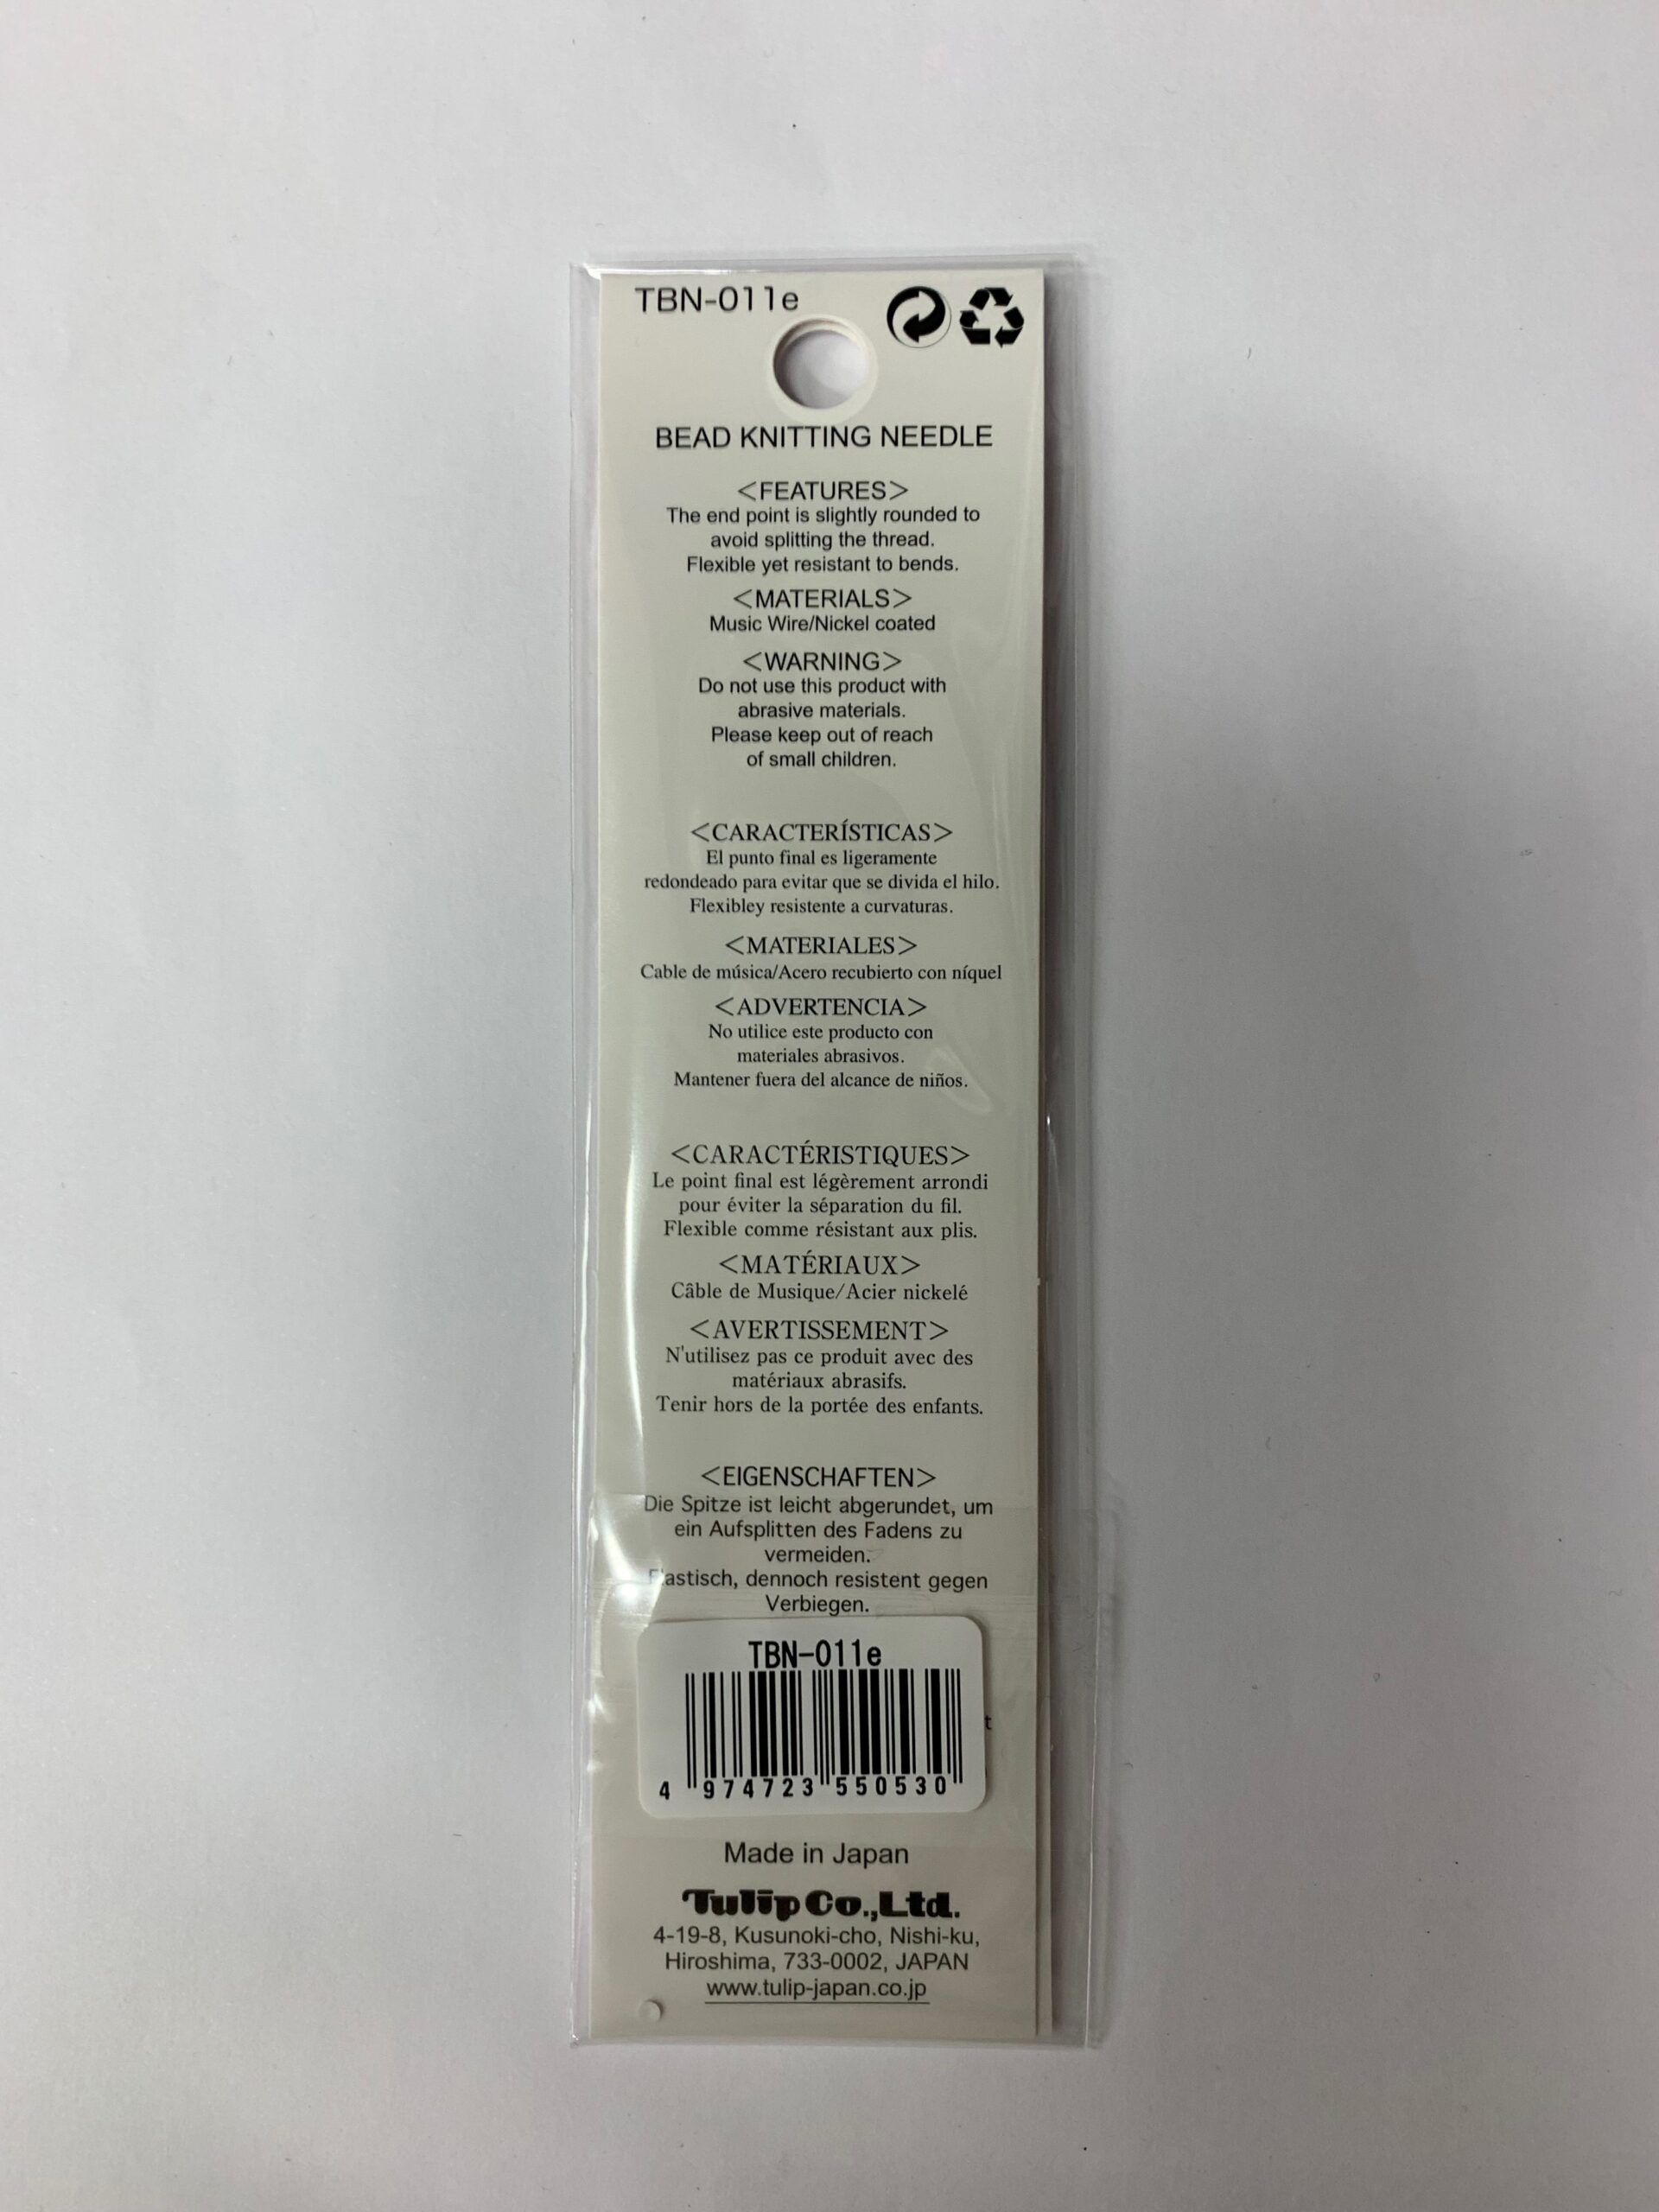 TBN-011e
BEAD KNITTING NEEDLE
<FEATURES>
The end point is slightly rounded to
avoid splitting the thread.
Flexible yet resistant to bends.
<MATERIALS>
Music Wire/Nickel coated
<WARNING>
Do not use this product with
abrasive materials.
Please keep out of reach
of small children.
<CARACTERÍSTICAS>
El punto final es ligeramente
redondeado para evitar que se divida el hilo.
Flexibley resistente a curvaturas.
<MATERIALES>
Cable de música/Acero recubierto con níquel
<ADVERTENCIA>
No utilice este producto con
materiales abrasivos.
Mantener fuera del alcance de niños.
<CARACTÉRISTIQUES>
Le point final est légèrement arrondi
pour éviter la séparation du fil.
Flexible comme résistant aux plis.
<MATÉRIAUX>
Câble de Musique/Acier nickelé
<AVERTISSEMENT>
N'utilisez pas ce produit avec des
matériaux abrasifs.
Tenir hors de la portée des enfants.
<EIGENSCHAFTEN>
Die Spitze ist leicht abgerundet, um
ein Aufsplitten des Fadens zu
vermeiden.
Elastisch, dennoch resistent gegen
Verbiegen.
TBN-011e
t
4 974723 550530
Made in Japan
Tulip Co.,Ltd.
4-19-8, Kusunoki-cho, Nishi-ku,
Hiroshima, 733-0002, JAPAN
www.tulip-japan.co.jp